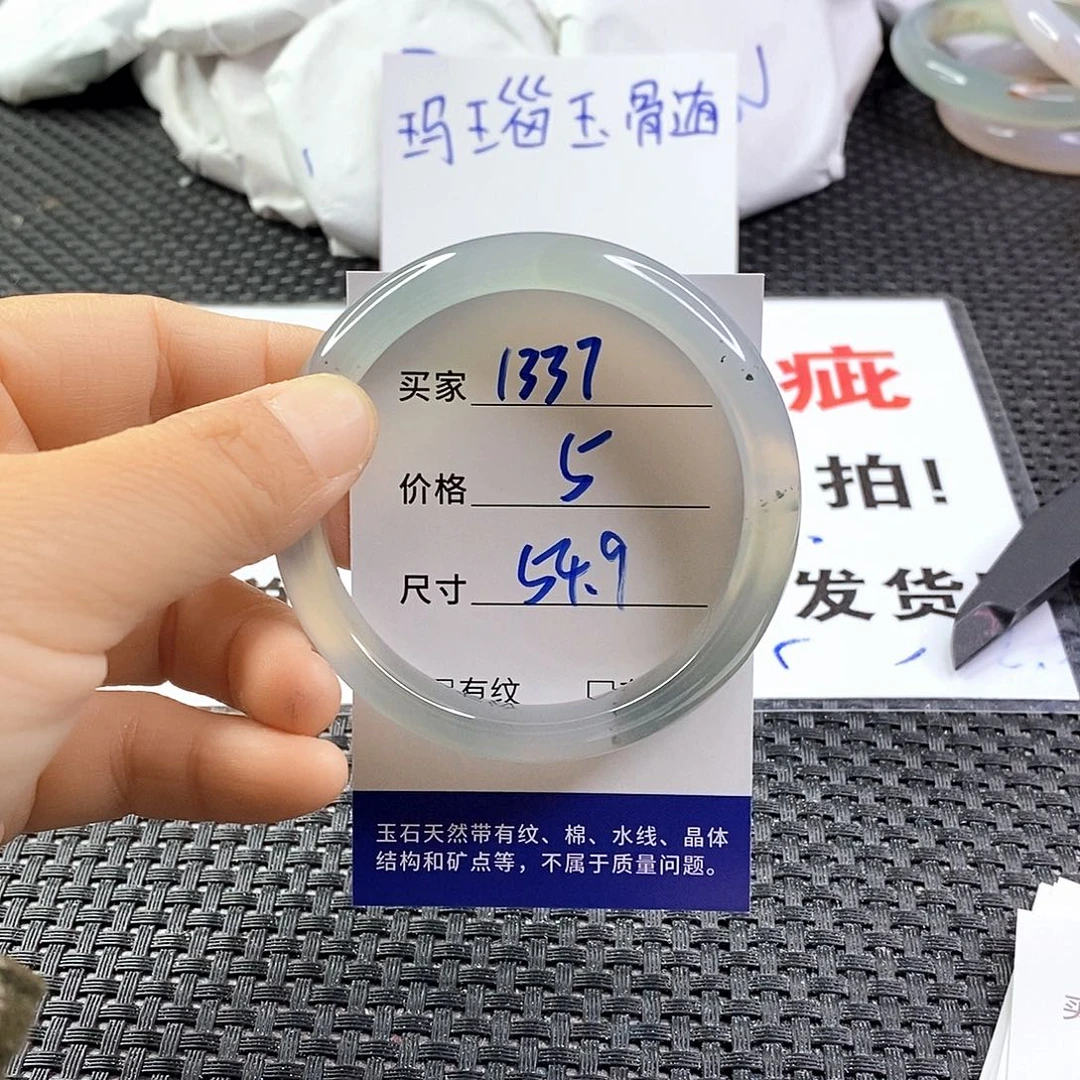 玛瑙玉骨髓
买家 1337
价格 5
尺寸 54.9
有纹
疵
拍!
发货
玉石天然带有纹、棉、水线、晶体
结构和矿点等，不属于质量问题。